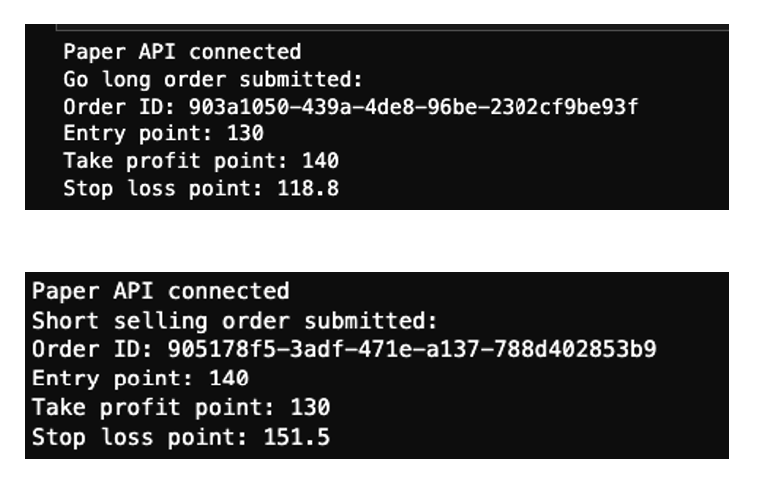 Paper API connected
Go long order submitted:
Order ID: 903a1050-439a-4de8-96be-2302cf9be93f
Entry point: 130
Take profit point: 140
Stop loss point: 118.8
Paper API connected
Short selling order submitted:
Order ID: 905178f5-3adf-471e-a137-788d402853b9
Entry point: 140
Take profit point: 130
Stop loss point: 151.5